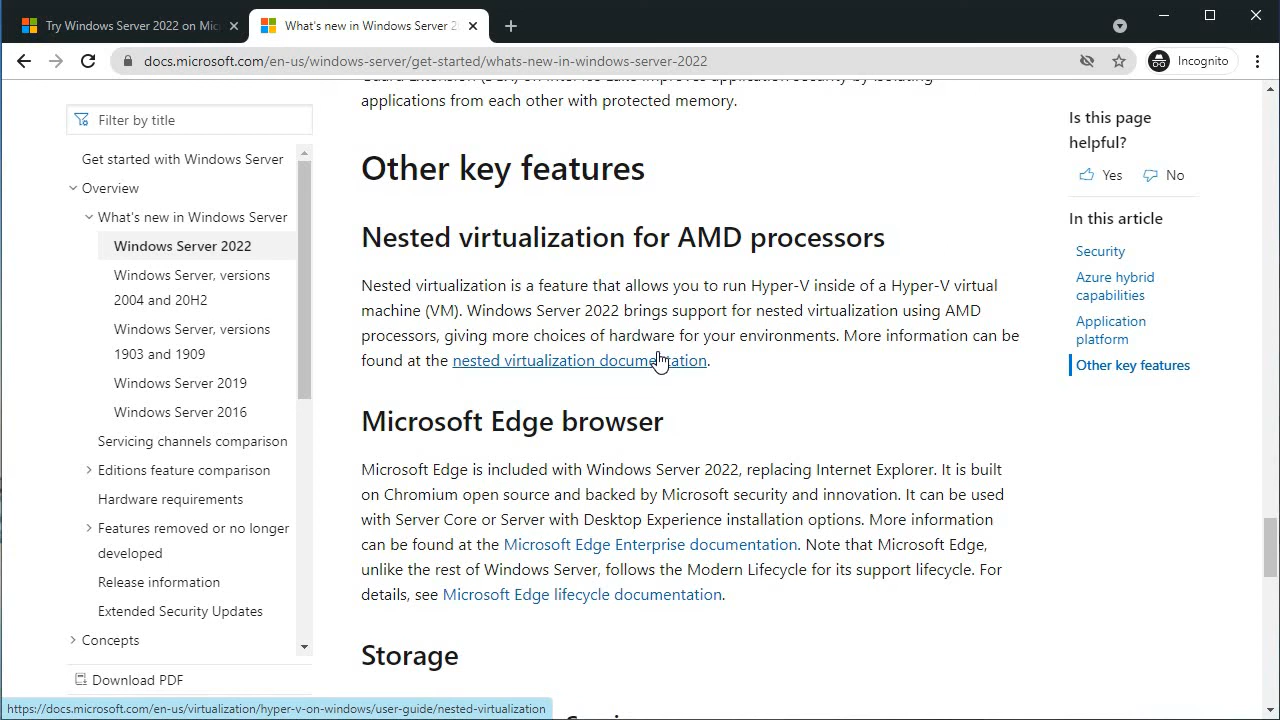 Try Windows Server 2022 on Mic
What's new in Windows Server 2
docs.microsoft.com/en-us/windows-server/get-started/whats-new-in-windows-server-2022
Incognito
Filter by title
Get started with Windows Server
Overview
What's new in Windows Server
Windows Server 2022
Windows Server, versions
2004 and 20H2
Windows Server, versions
1903 and 1909
Windows Server 2019
Windows Server 2016
Servicing channels comparison
Editions feature comparison
Hardware requirements
Features removed or no longer
developed
Release information
Extended Security Updates
Concepts
Download PDF
applications from each other with protected memory.
Other key features
Nested virtualization for AMD processors
Nested virtualization is a feature that allows you to run Hyper-V inside of a Hyper-V virtual
machine (VM). Windows Server 2022 brings support for nested virtualization using AMD
processors, giving more choices of hardware for your environments. More information can be
found at the nested virtualization documentation.
Microsoft Edge browser
Microsoft Edge is included with Windows Server 2022, replacing Internet Explorer. It is built
on Chromium open source and backed by Microsoft security and innovation. It can be used
with Server Core or Server with Desktop Experience installation options. More information
can be found at the Microsoft Edge Enterprise documentation. Note that Microsoft Edge,
unlike the rest of Windows Server, follows the Modern Lifecycle for its support lifecycle. For
details, see Microsoft Edge lifecycle documentation.
Storage
Is this page
helpful?
Yes
No
In this article
Security
Azure hybrid
capabilities
Application
platform
Other key features
https://docs.microsoft.com/en-us/virtualization/hyper-v-on-windows/user-guide/nested-virtualization